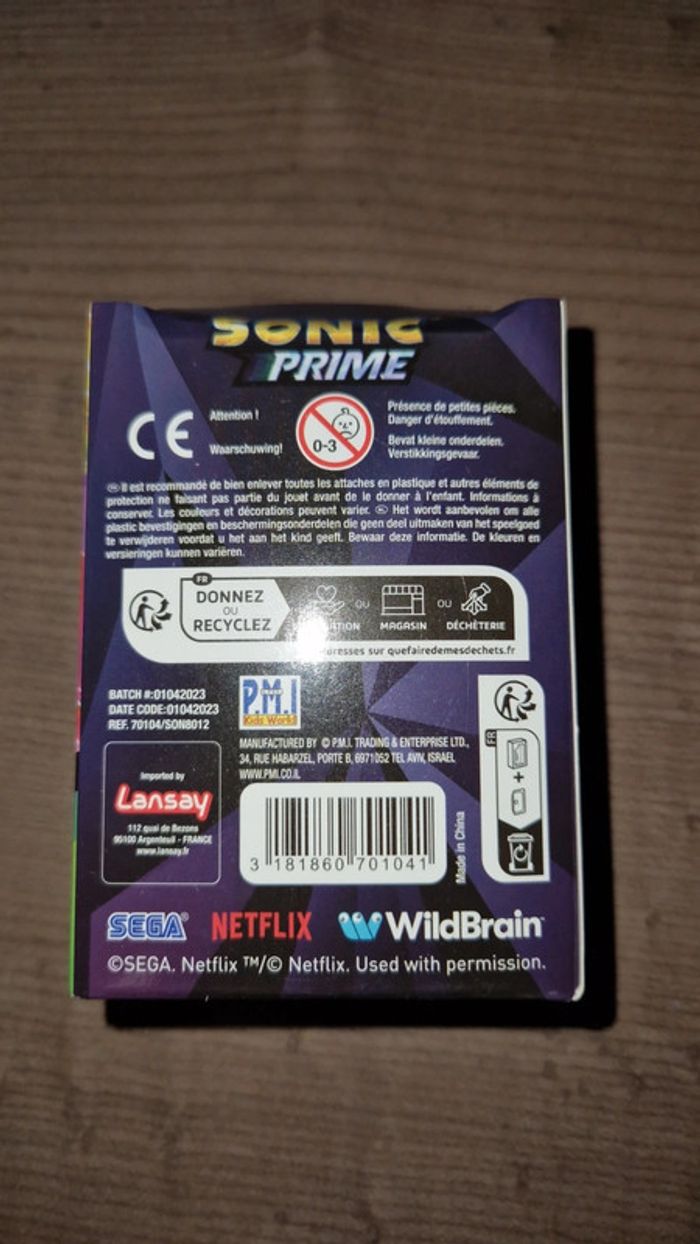 SONIC
PRIME
CE
Attention !
Waarschuwing!
0-3
Présence de petites pièces.
Danger d'étouffement.
Bevat kleine onderdelen.
Verstikkingsgevaar.
Il est recommandé de bien enlever toutes les attaches en plastique et autres éléments de
protection ne faisant pas partie du jouet avant de le donner à l'enfant. Informations à
conserver. Les couleurs et décorations peuvent varier. Het wordt aanbevolen om alle
plastic bevestigingen en beschermingsonderdelen die geen deel uitmaken van het speelgoed
te verwijderen voordat u het aan het kind geeft. Bewaar deze informatie. De kleuren en
versieringen kunnen variëren.
FR
DONNEZ
OU
RECYCLEZ
OU
MAGASIN
OU
DÉCHÈTERIE
sur quefairedemesdechets.fr
BATCH #:01042023
DATE CODE:01042023
REF. 70104/SON8012
P.M.I
Kids World
MANUFACTURED BY © P.M.I. TRADING & ENTERPRISE LTD.,
34, RUE HABARZEL, PORTE B, 6971052 TEL AVIV, ISRAEL
WWW.PMI.CO.IL
Imported by
Lansay
112 quai de Bezons
95100 Argenteuil - FRANCE
www.lansay.fr
3 181860 701041
Made in China
FR
+
SEGA®
NETFLIX
WildBrain
©SEGA. Netflix ™/© Netflix. Used with permission.